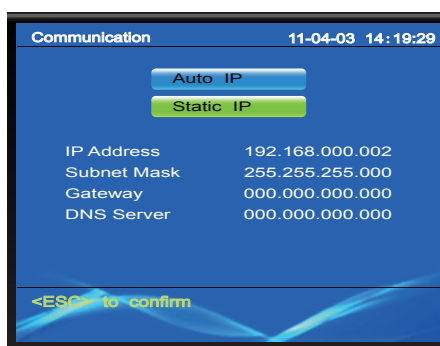 Communication 11-04-03 14:19:29
Auto IP
Static IP
IP Address 192.168.000.002
Subnet Mask 255.255.255.000
Gateway 000.000.000.000
DNS Server 000.000.000.000
<ESC> to confirm